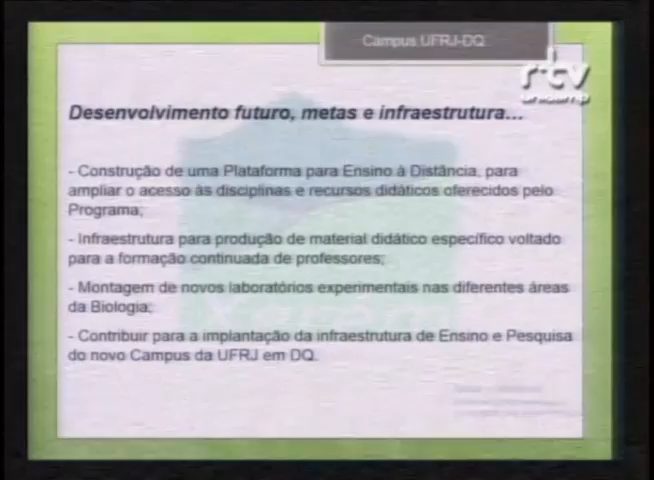 Campus UFRJ-DQ
rtv
unicamp
Desenvolvimento futuro, metas e infraestrutura...
- Construção de uma Plataforma para Ensino à Distância, para
ampliar o acesso às disciplinas e recursos didáticos oferecidos pelo
Programa;
- Infraestrutura para produção de material didático específico voltado
para a formação continuada de professores;
- Montagem de novos laboratórios experimentais nas diferentes áreas
da Biologia;
- Contribuir para a implantação da infraestrutura de Ensino e Pesquisa
do novo Campus da UFRJ em DQ.